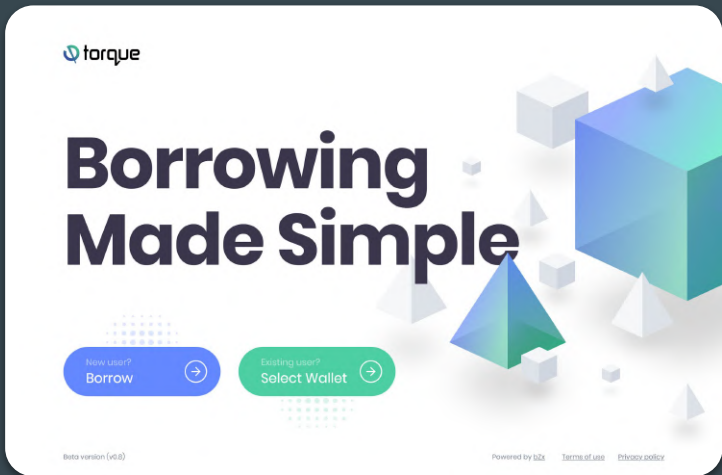 torque
Borrowing
Made Simple
New user?
Borrow
Existing user?
Select Wallet
Beta version (v0.8)
Powered by bZx
Terms of use
Privacy policy